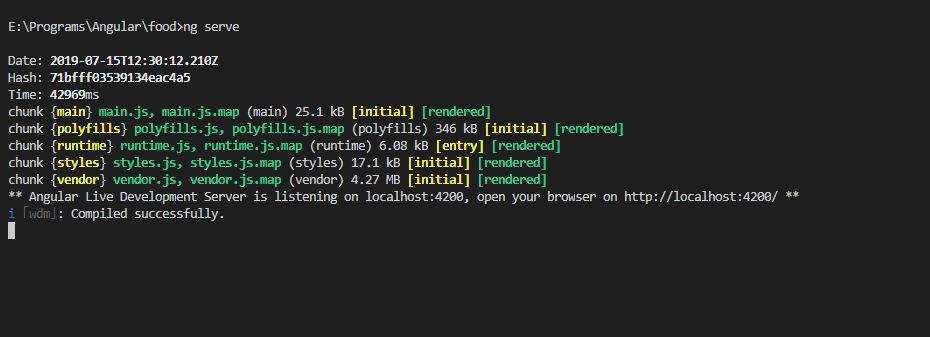 E:\Programs\Angular\food>ng serve
Date: 2019-07-15T12:30:12.210Z
Hash: 71bfff03539134eac4a5
Time: 42969ms
chunk {main} main.js, main.js.map (main) 25.1 kB [initial] [rendered]
chunk {polyfills} polyfills.js, polyfills.js.map (polyfills) 346 kB [initial] [rendered]
chunk {runtime} runtime.js, runtime.js.map (runtime) 6.08 kB [entry] [rendered]
chunk {styles} styles.js, styles.js.map (styles) 17.1 kB [initial] [rendered]
chunk {vendor} vendor.js, vendor.js.map (vendor) 4.27 MB [initial] [rendered]
** Angular Live Development Server is listening on localhost:4200, open your browser on http://localhost:4200/ **
i ｢wdm｣: Compiled successfully.